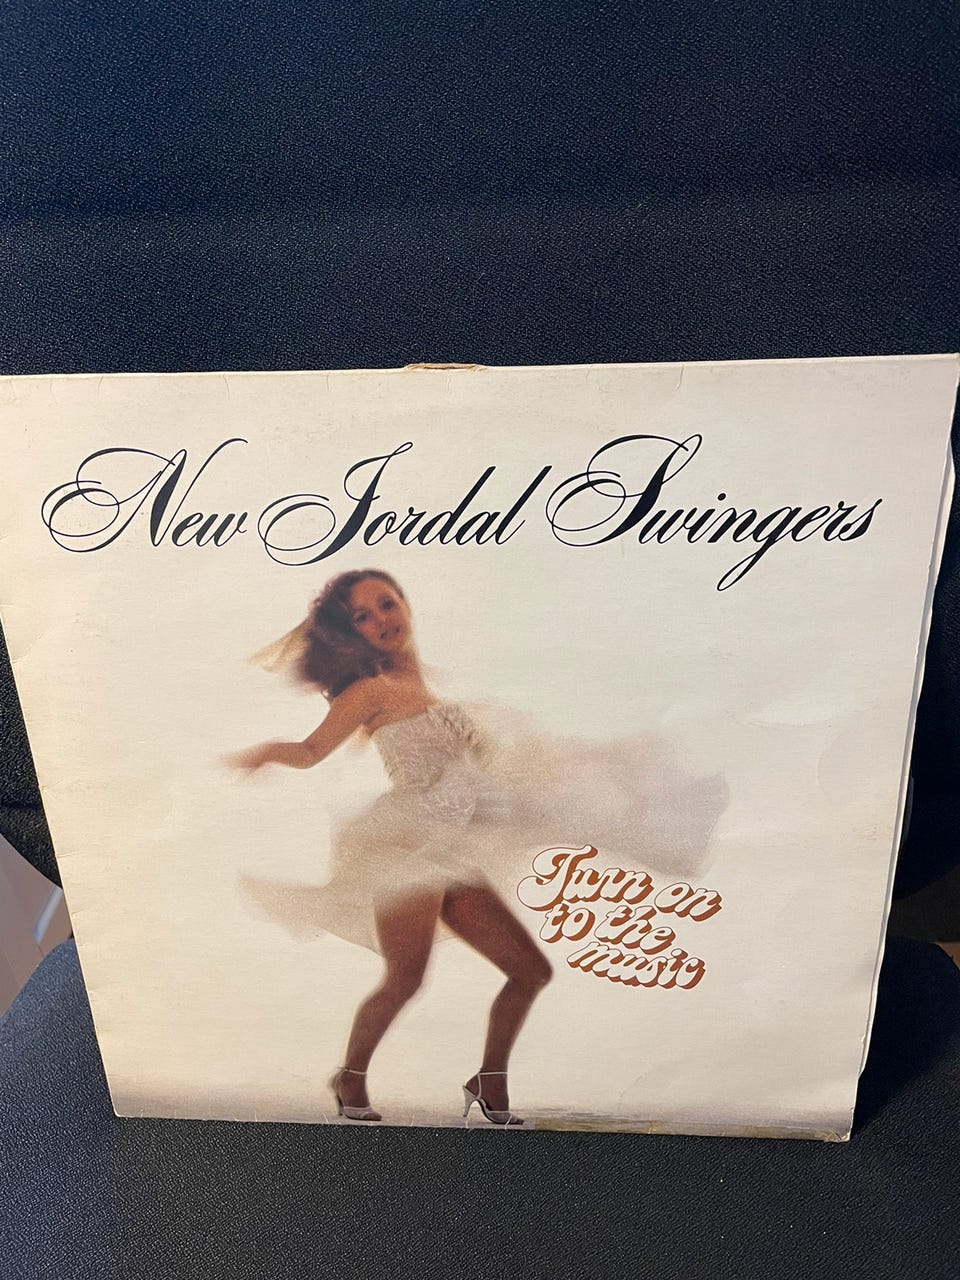 New Jordal Swingers
Turn on
to the
music